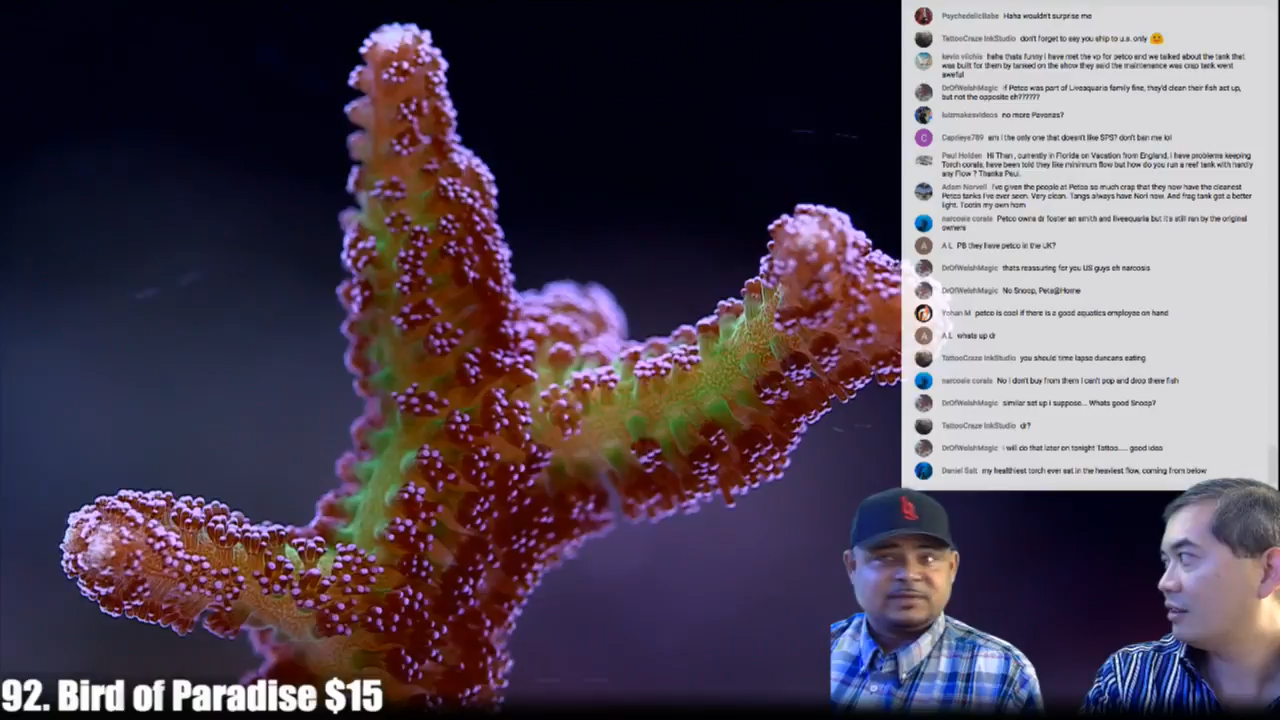 PsychedelicBabe Haha wouldn't surprise me
TattooCraze InkStudio don't forget to say you ship to u.s. only
kevin vilchis haha thats funny i have met the vp for petco and we talked about the tank that
was built for them by tanked on the show they said the maintenance was crap tank went
aweful
DrOfWelshMagic if Petco was part of Liveaquaria family fine, they'd clean their fish act up,
but not the opposite eh??????
luizmakesvideos no more Pavonas?
Caprieye789 am i the only one that doesn't like SPS? don't ban me lol
Paul Holden Hi Than , currently in Florida on Vacation from England, i have problems keeping
Torch corals, have been told they like minimum flow but how do you run a reef tank with hardly
any Flow ? Thanks Paul.
Adam Norvell I've given the people at Petco so much crap that they now have the cleanest
Petco tanks I've ever seen. Very clean. Tangs always have Nori now. And frag tank got a better
light. Tootin my own horn
narcosis corals Petco owns dr foster an smith and livesquaria but it's still ran by the original
owners
A L PB they have petco in the UK?
DrOfWelshMagic thats reassuring for you US guys eh narcosis
DrOfWelshMagic No Snoop, Pets@Home
Yohan M petco is cool if there is a good aquatics employee on hand
A L whats up dr
TattooCraze InkStudio you should time lapse duncans eating
narcosis corals No i don't buy from them i can't pop and drop there fish
DrOfWelshMagic similar set up i suppose... Whats good Snoop?
TattooCraze InkStudio dr?
DrOfWelshMagic i will do that later on tonight Tattoo..... good idea
Daniel Salt my healthiest torch ever sat in the heaviest flow, coming from below
92. Bird of Paradise $15